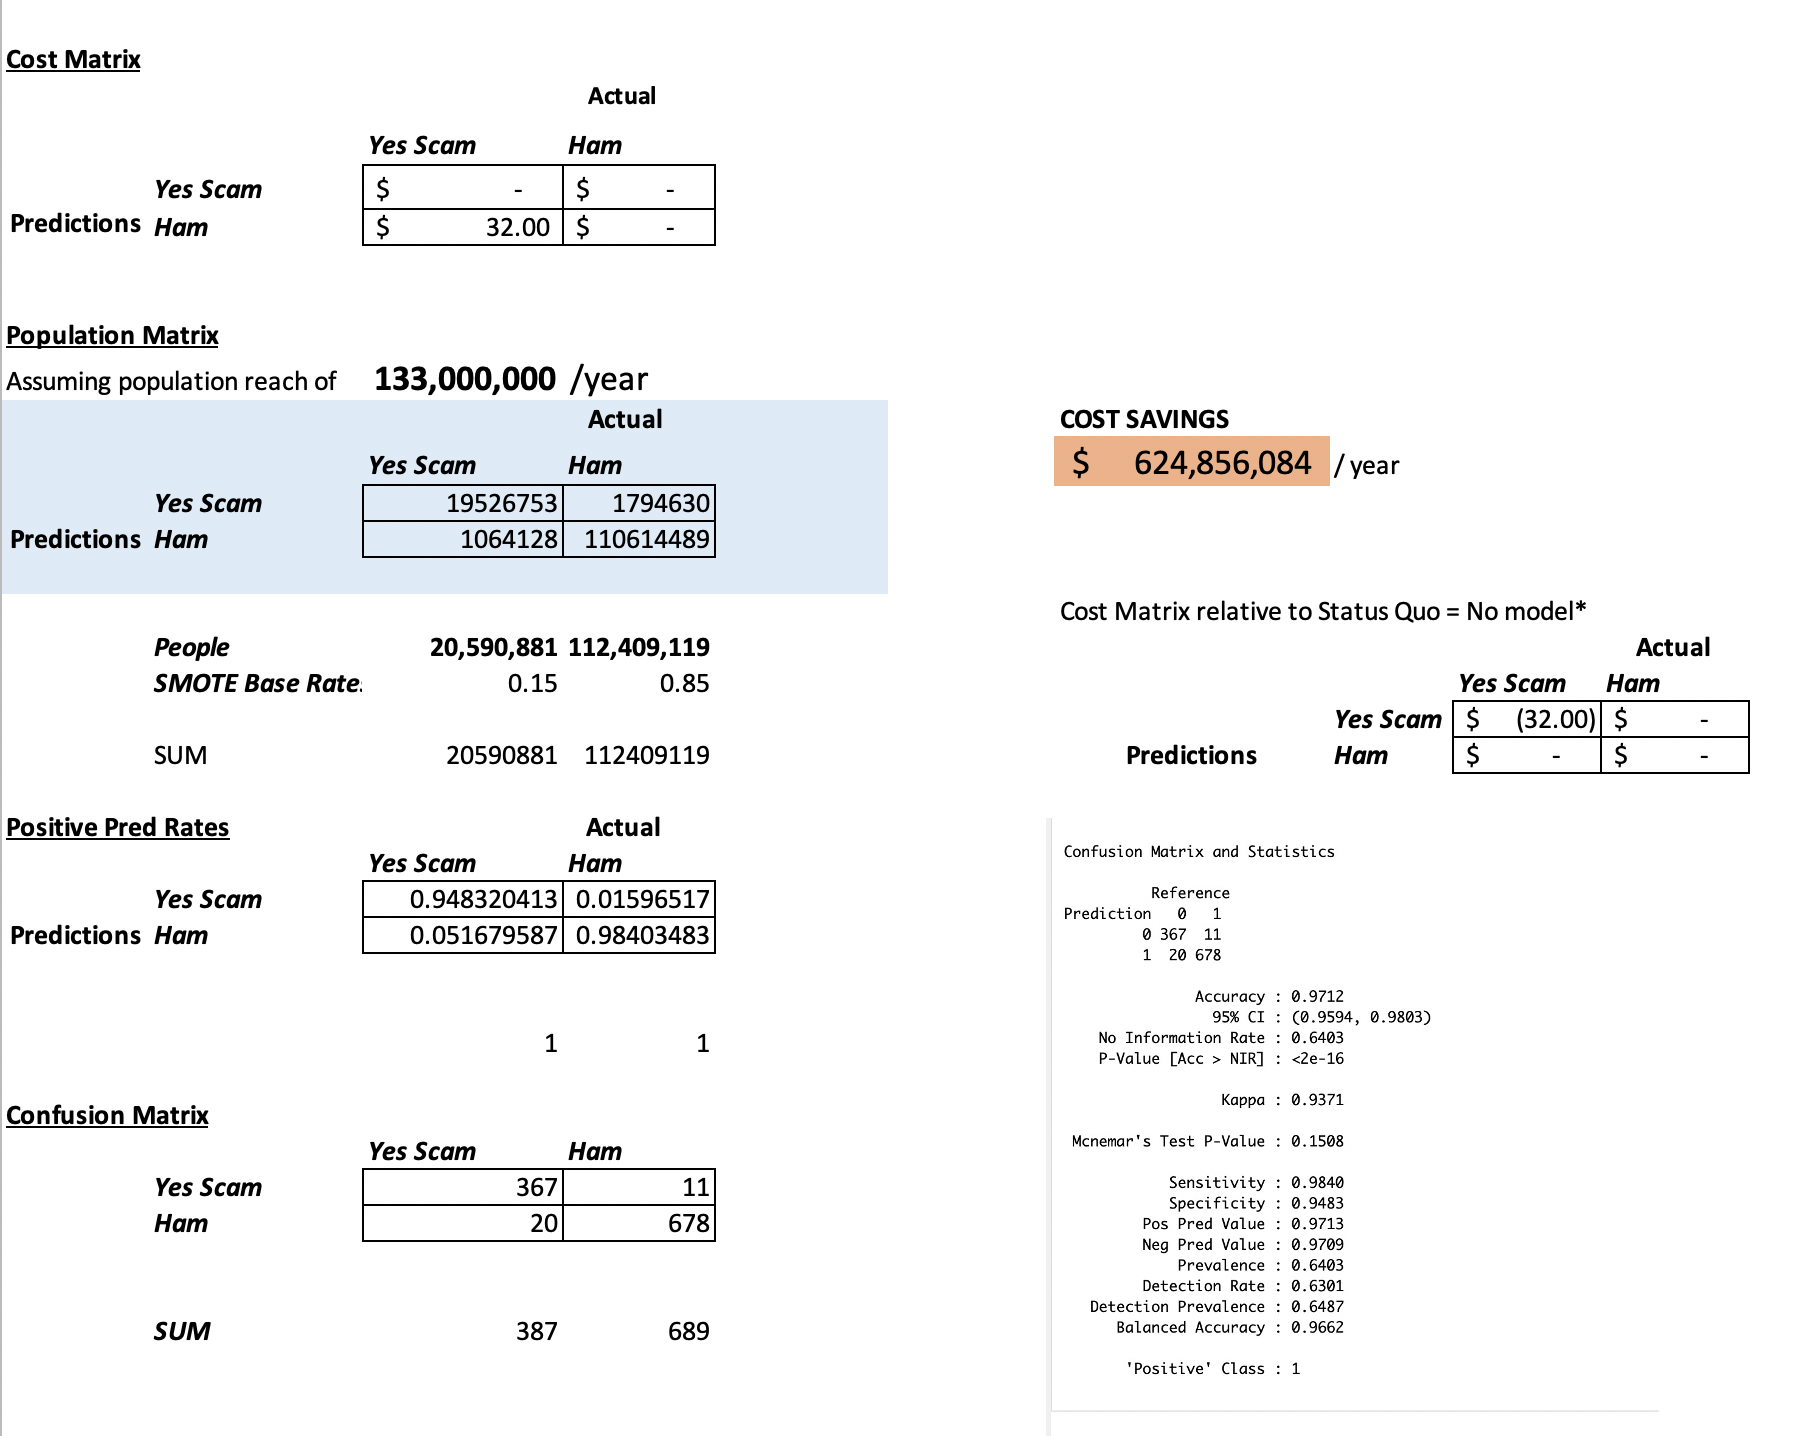 Cost Matrix
Actual
Yes Scam Ham
Yes Scam $ - $ -
Predictions Ham $ 32.00 $ -
Population Matrix
Assuming population reach of 133,000,000 /year
Actual
Yes Scam Ham
Yes Scam 19526753 1794630
Predictions Ham 1064128 110614489
People 20,590,881 112,409,119
SMOTE Base Rate: 0.15 0.85
SUM 20590881 112409119
Positive Pred Rates Actual
Yes Scam Ham
Yes Scam 0.948320413 0.01596517
Predictions Ham 0.051679587 0.98403483
1 1
Confusion Matrix
Yes Scam Ham
Yes Scam 367 11
Ham 20 678
SUM 387 689
COST SAVINGS
$ 624,856,084 / year
Cost Matrix relative to Status Quo = No model*
Actual
Yes Scam Ham
Yes Scam $ (32.00) $ -
Predictions Ham $ - $ -
Confusion Matrix and Statistics
Reference
Prediction 0 1
0 367 11
1 20 678
Accuracy : 0.9712
95% CI : (0.9594, 0.9803)
No Information Rate : 0.6403
P-Value [Acc > NIR] : <2e-16
Kappa : 0.9371
Mcnemar's Test P-Value : 0.1508
Sensitivity : 0.9840
Specificity : 0.9483
Pos Pred Value : 0.9713
Neg Pred Value : 0.9709
Prevalence : 0.6403
Detection Rate : 0.6301
Detection Prevalence : 0.6487
Balanced Accuracy : 0.9662
'Positive' Class : 1